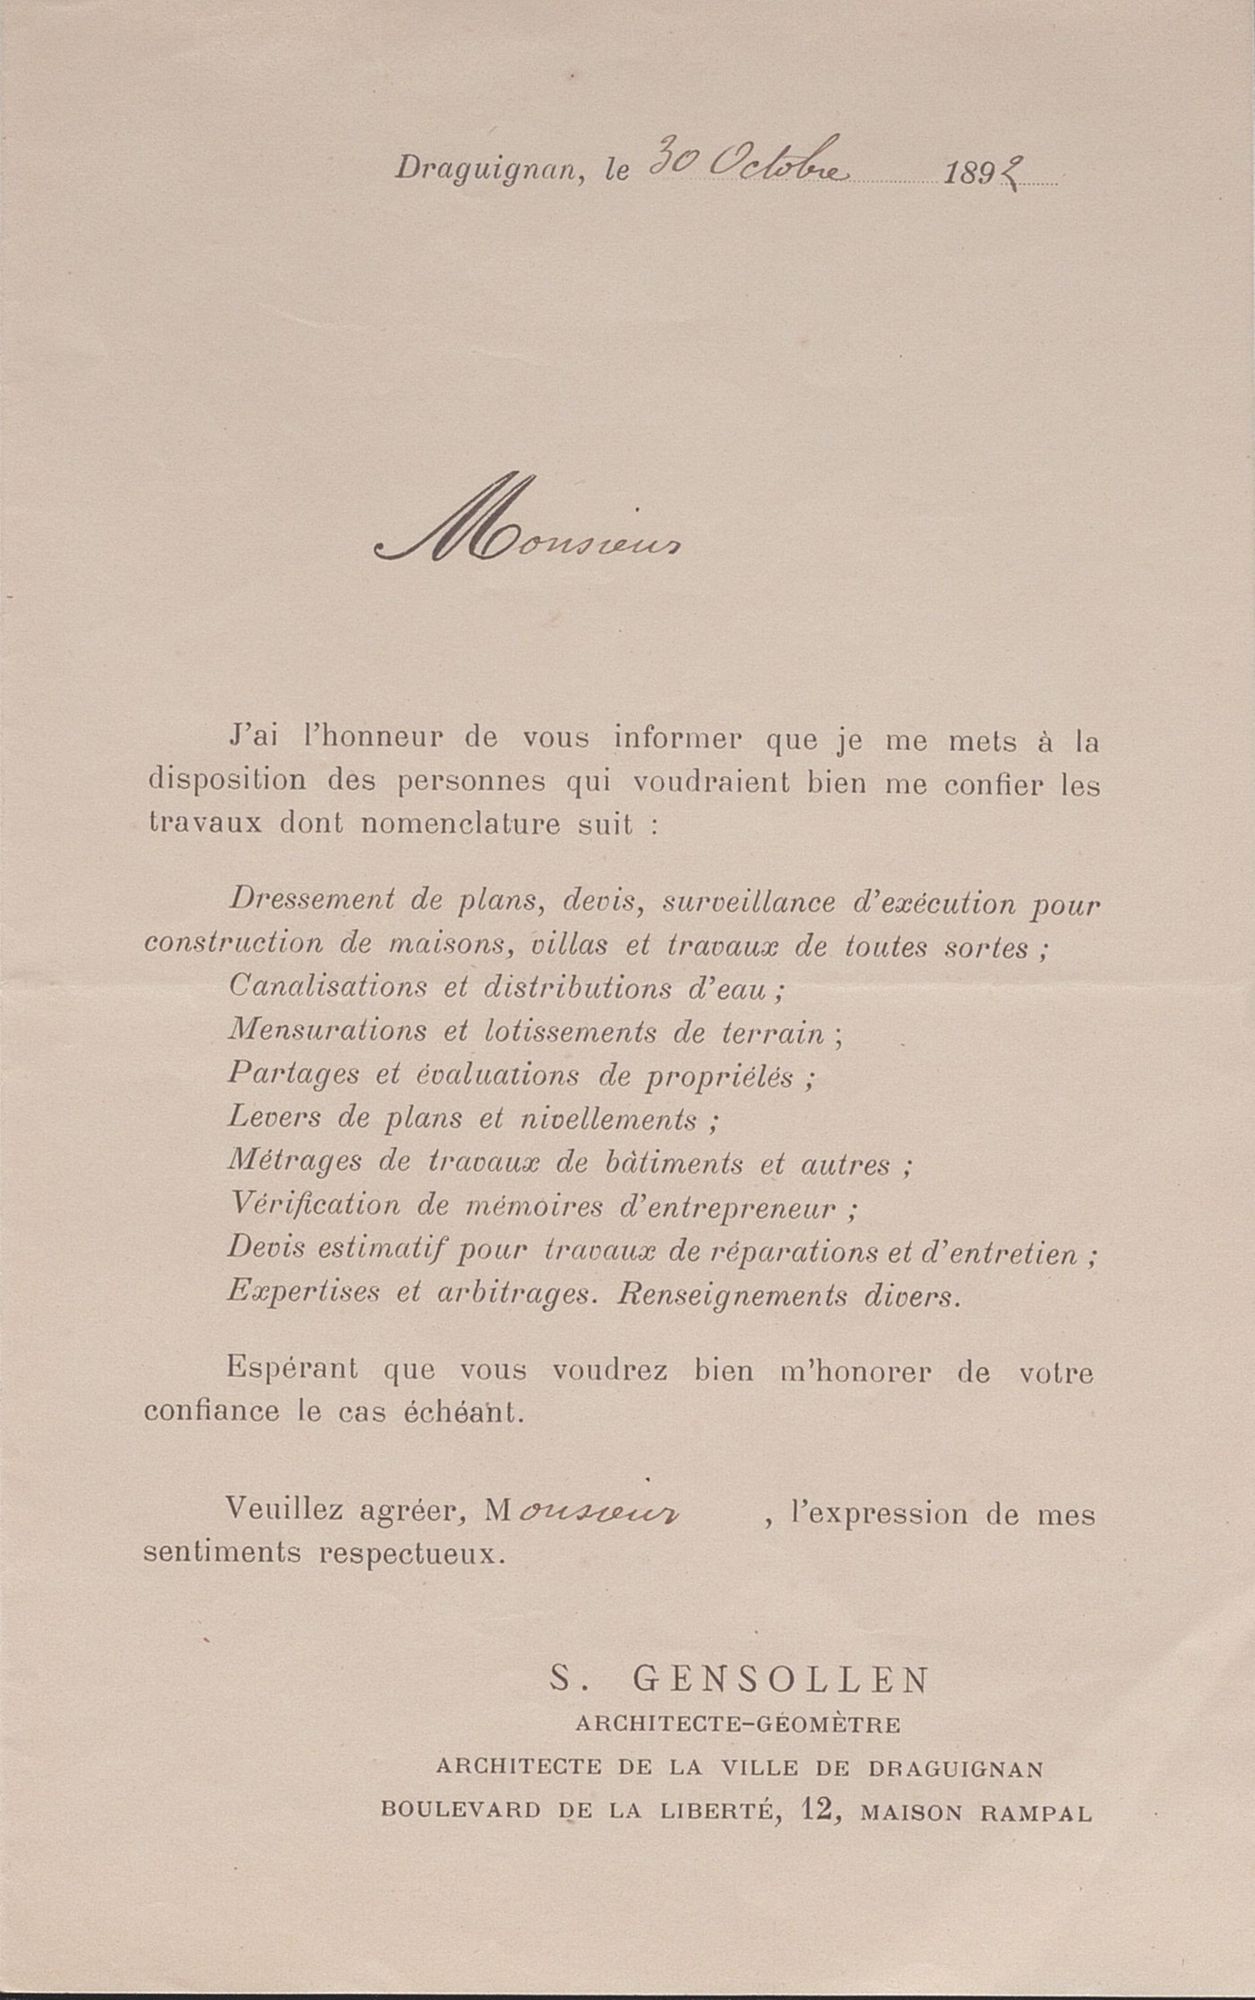 Draguignan, le 30 Octobre 1892
Monsieur
J'ai l'honneur de vous informer que je me mets à la
disposition des personnes qui voudraient bien me confier les
travaux dont nomenclature suit :
Dressement de plans, devis, surveillance d'exécution pour
construction de maisons, villas et travaux de toutes sortes ;
Canalisations et distributions d'eau ;
Mensurations et lotissements de terrain ;
Partages et évaluations de propriétés ;
Levers de plans et nivellements ;
Métrages de travaux de bâtiments et autres ;
Vérification de mémoires d'entrepreneur ;
Devis estimatif pour travaux de réparations et d'entretien ;
Expertises et arbitrages. Renseignements divers.
Espérant que vous voudrez bien m'honorer de votre
confiance le cas échéant.
Veuillez agréer, Monsieur , l'expression de mes
sentiments respectueux.
S. GENSOLLEN
ARCHITECTE-GÉOMÈTRE
ARCHITECTE DE LA VILLE DE DRAGUIGNAN
BOULEVARD DE LA LIBERTÉ, 12, MAISON RAMPAL